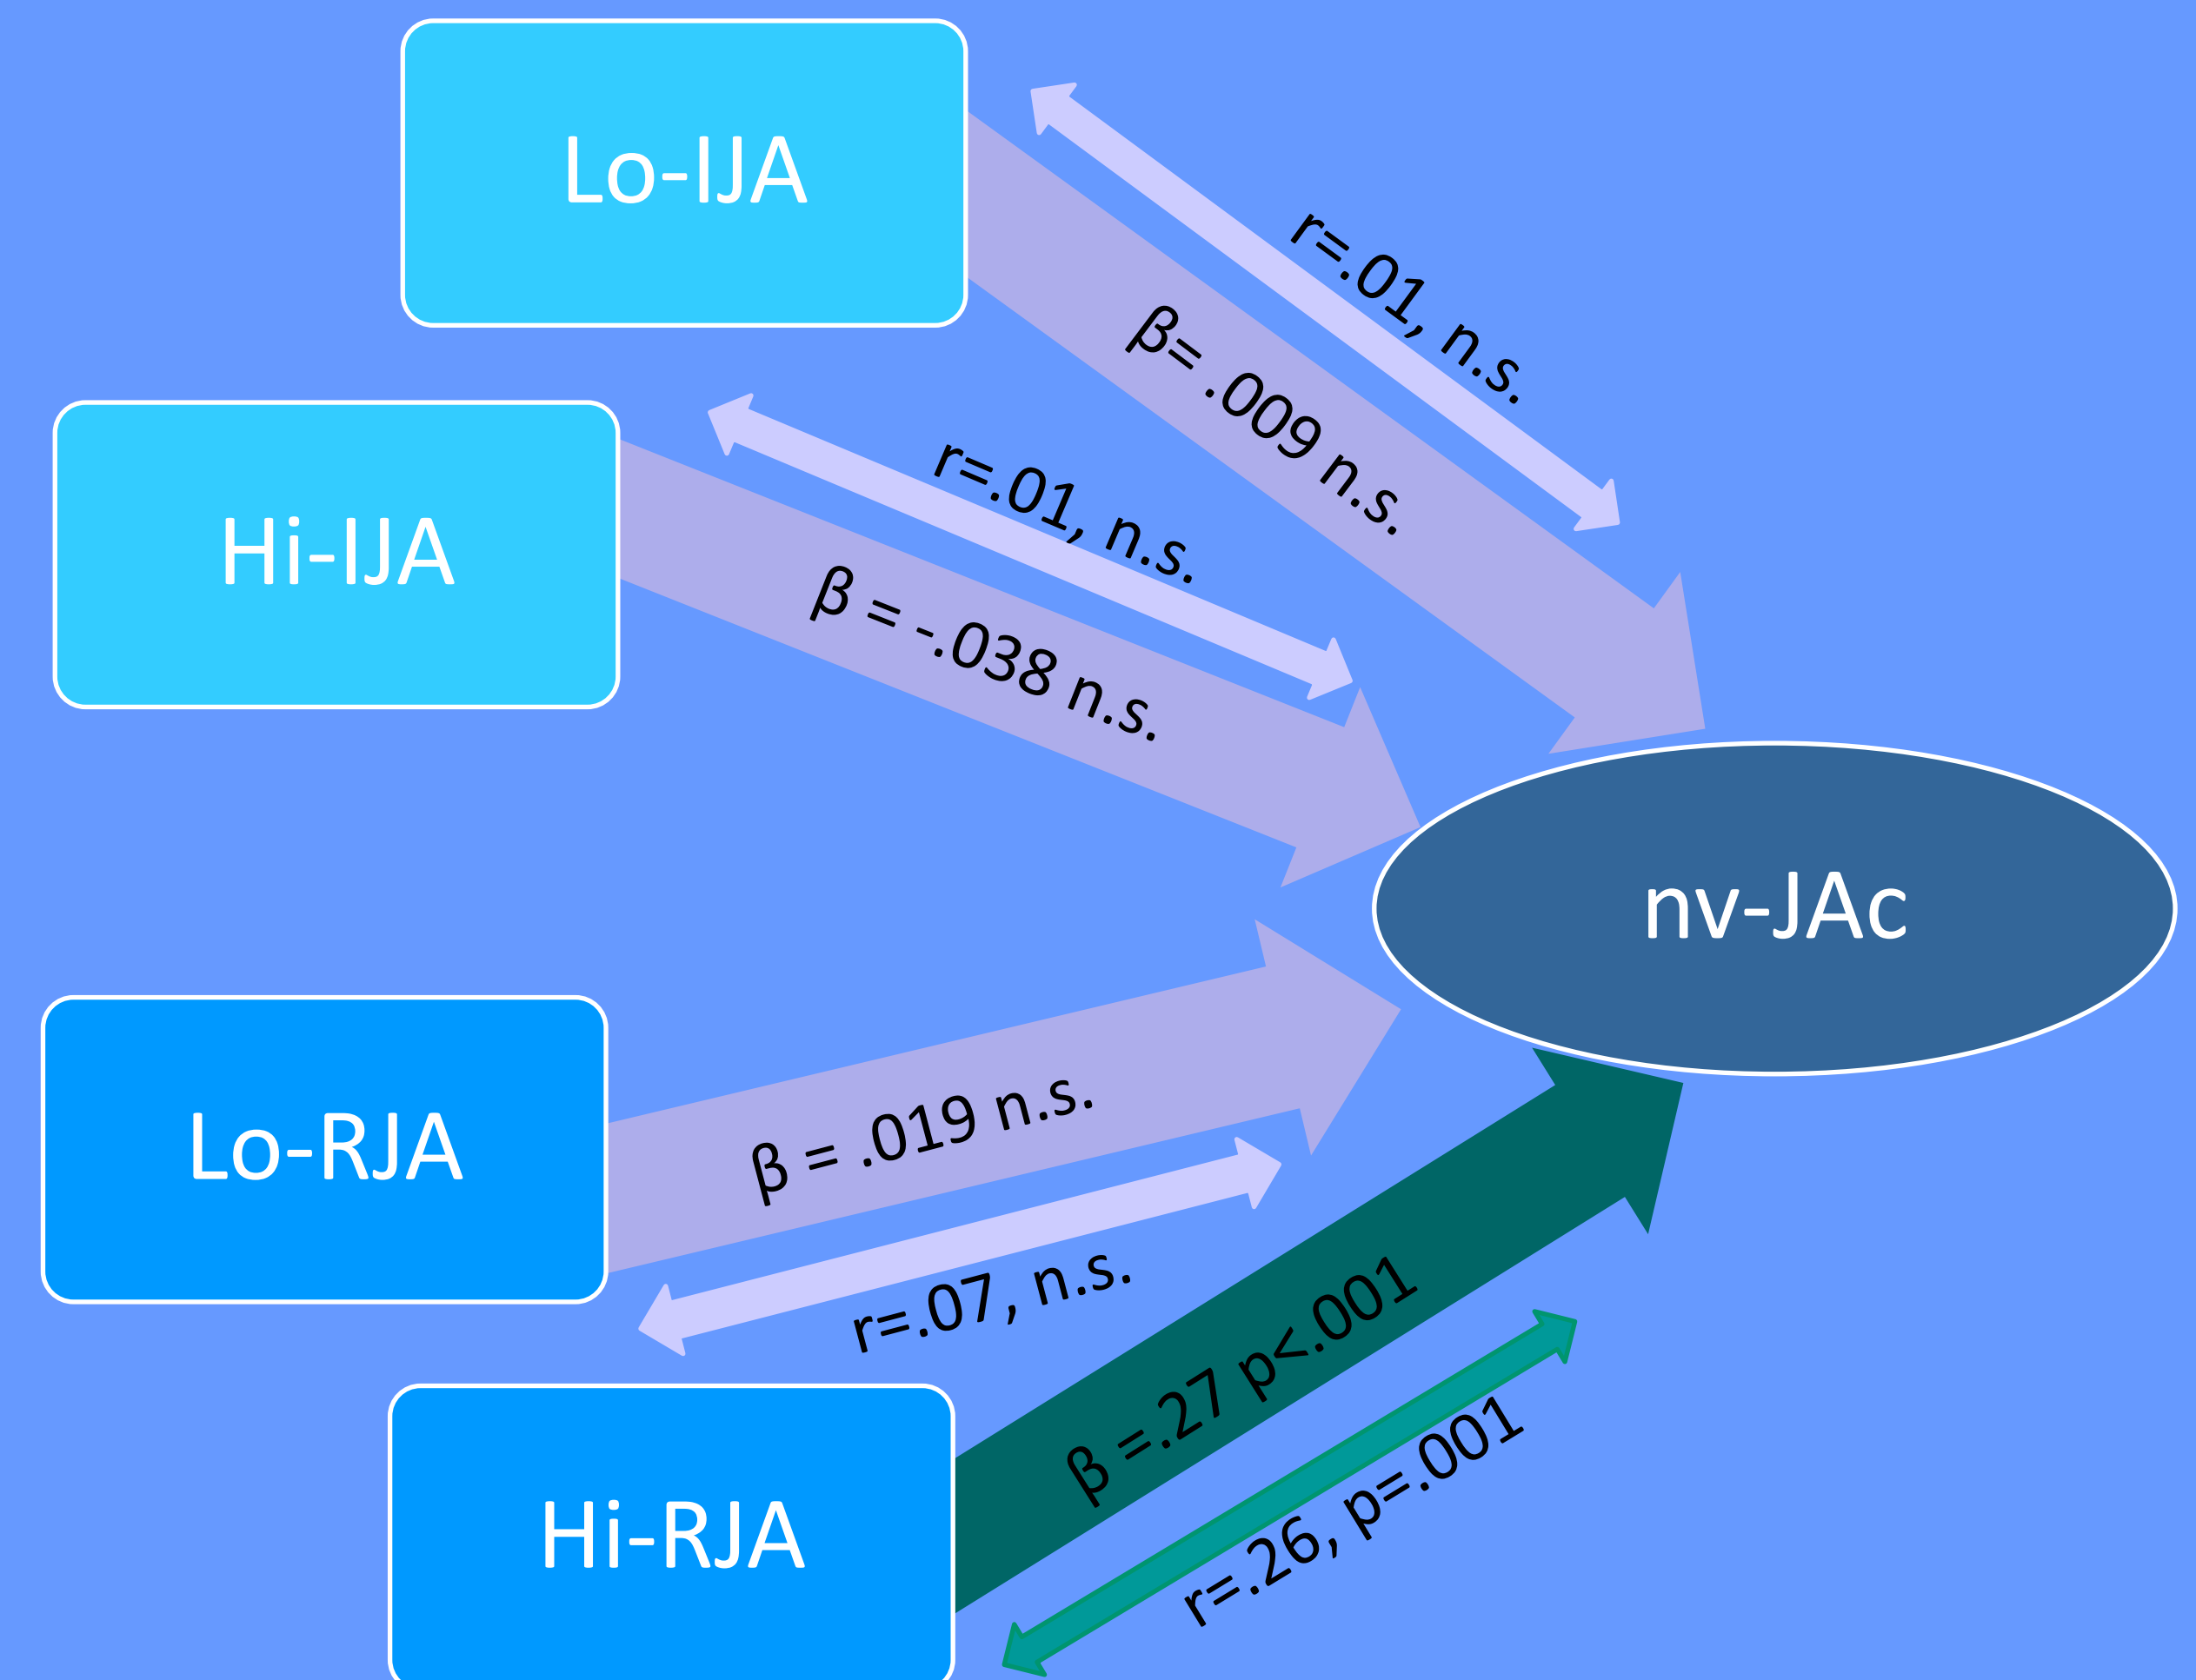 Lo-IJA
r=.01, n.s.
β= .009 n.s.
Hi-IJA
r=.01, n.s.
β = -.038 n.s.
nv-JAc
Lo-RJA
β = .019 n.s.
r=.07, n.s.
Hi-RJA
β =.27 p<.001
r=.26, p=.001